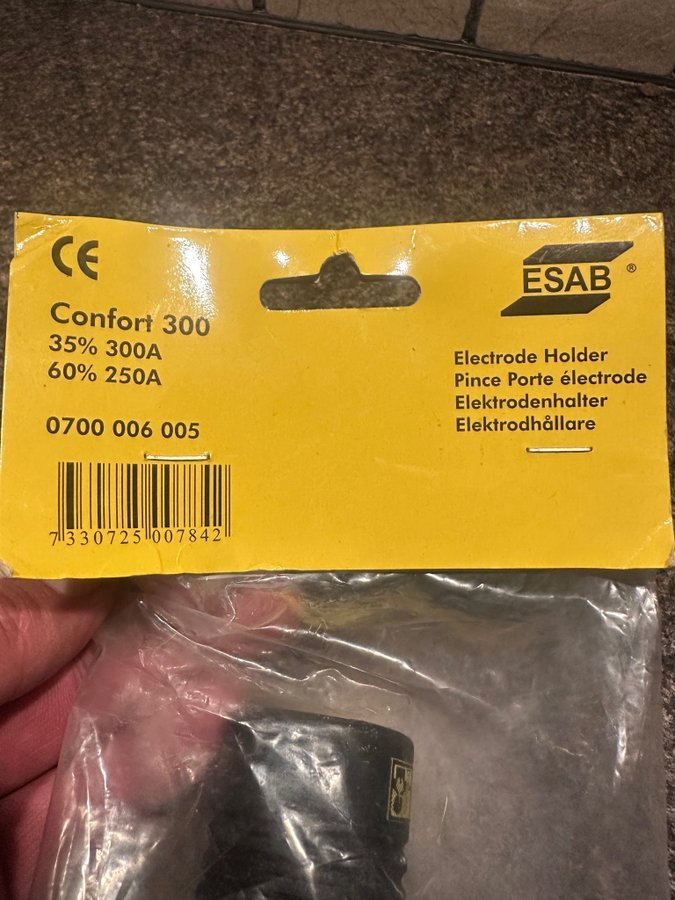 CE
Confort 300
35% 300A
60% 250A
0700 006 005
7 330725 007842
ESAB®
Electrode Holder
Pince Porte électrode
Elektrodenhalter
Elektrodhållare